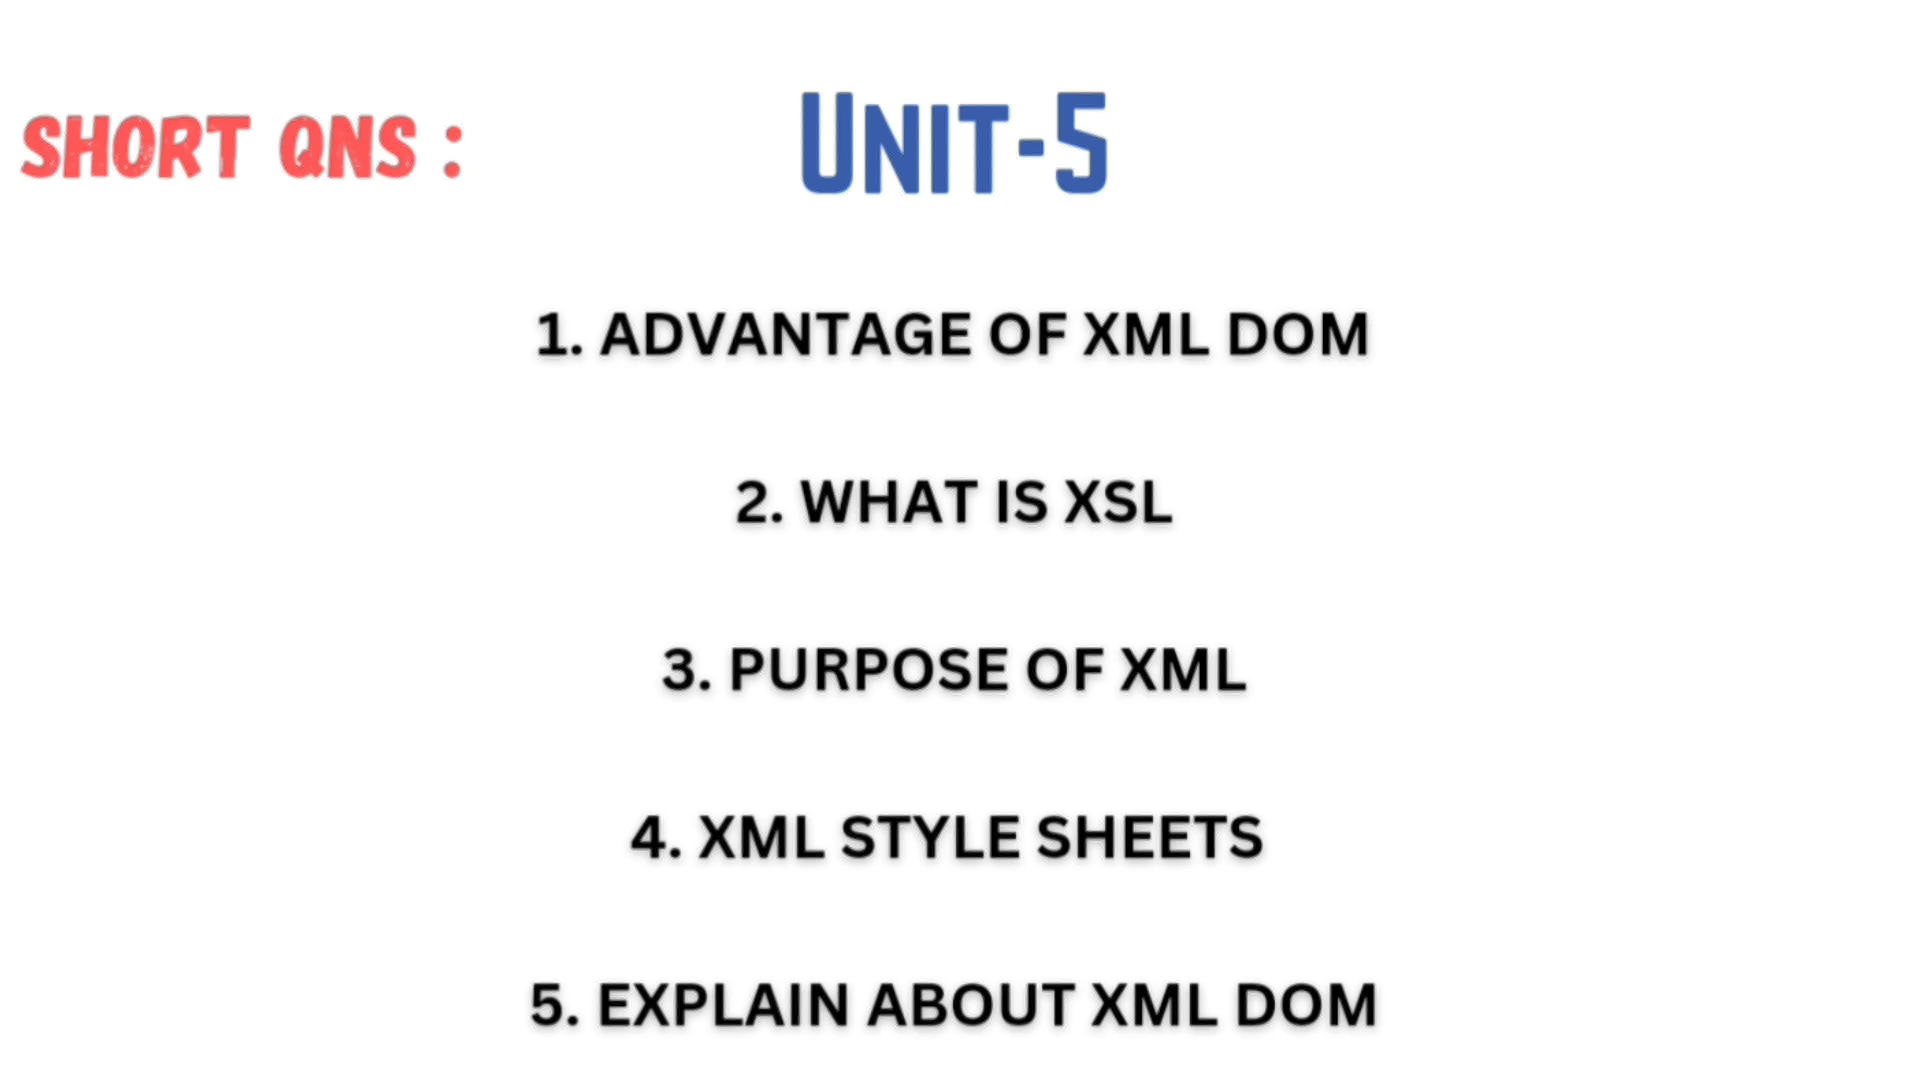 SHORT QNS :
UNIT-5
1. ADVANTAGE OF XML DOM
2. WHAT IS XSL
3. PURPOSE OF XML
4. XML STYLE SHEETS
5. EXPLAIN ABOUT XML DOM